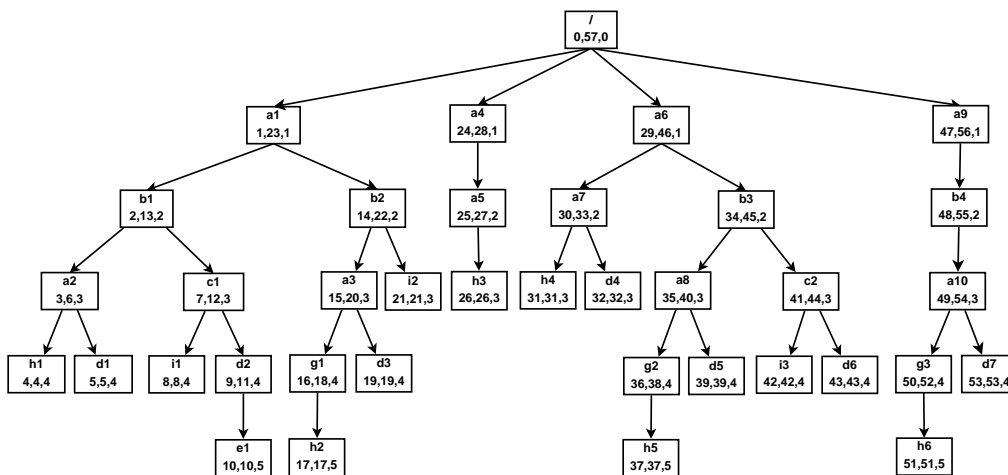 /
0,57,0
a1
1,23,1
a4
24,28,1
a6
29,46,1
a9
47,56,1
b1
2,13,2
b2
14,22,2
a5
25,27,2
a7
30,33,2
b3
34,45,2
b4
48,55,2
a2
3,6,3
c1
7,12,3
a3
15,20,3
i2
21,21,3
h3
26,26,3
h4
31,31,3
d4
32,32,3
a8
35,40,3
c2
41,44,3
a10
49,54,3
h1
4,4,4
d1
5,5,4
i1
8,8,4
d2
9,11,4
g1
16,18,4
d3
19,19,4
g2
36,38,4
d5
39,39,4
i3
42,42,4
d6
43,43,4
g3
50,52,4
d7
53,53,4
e1
10,10,5
h2
17,17,5
h5
37,37,5
h6
51,51,5